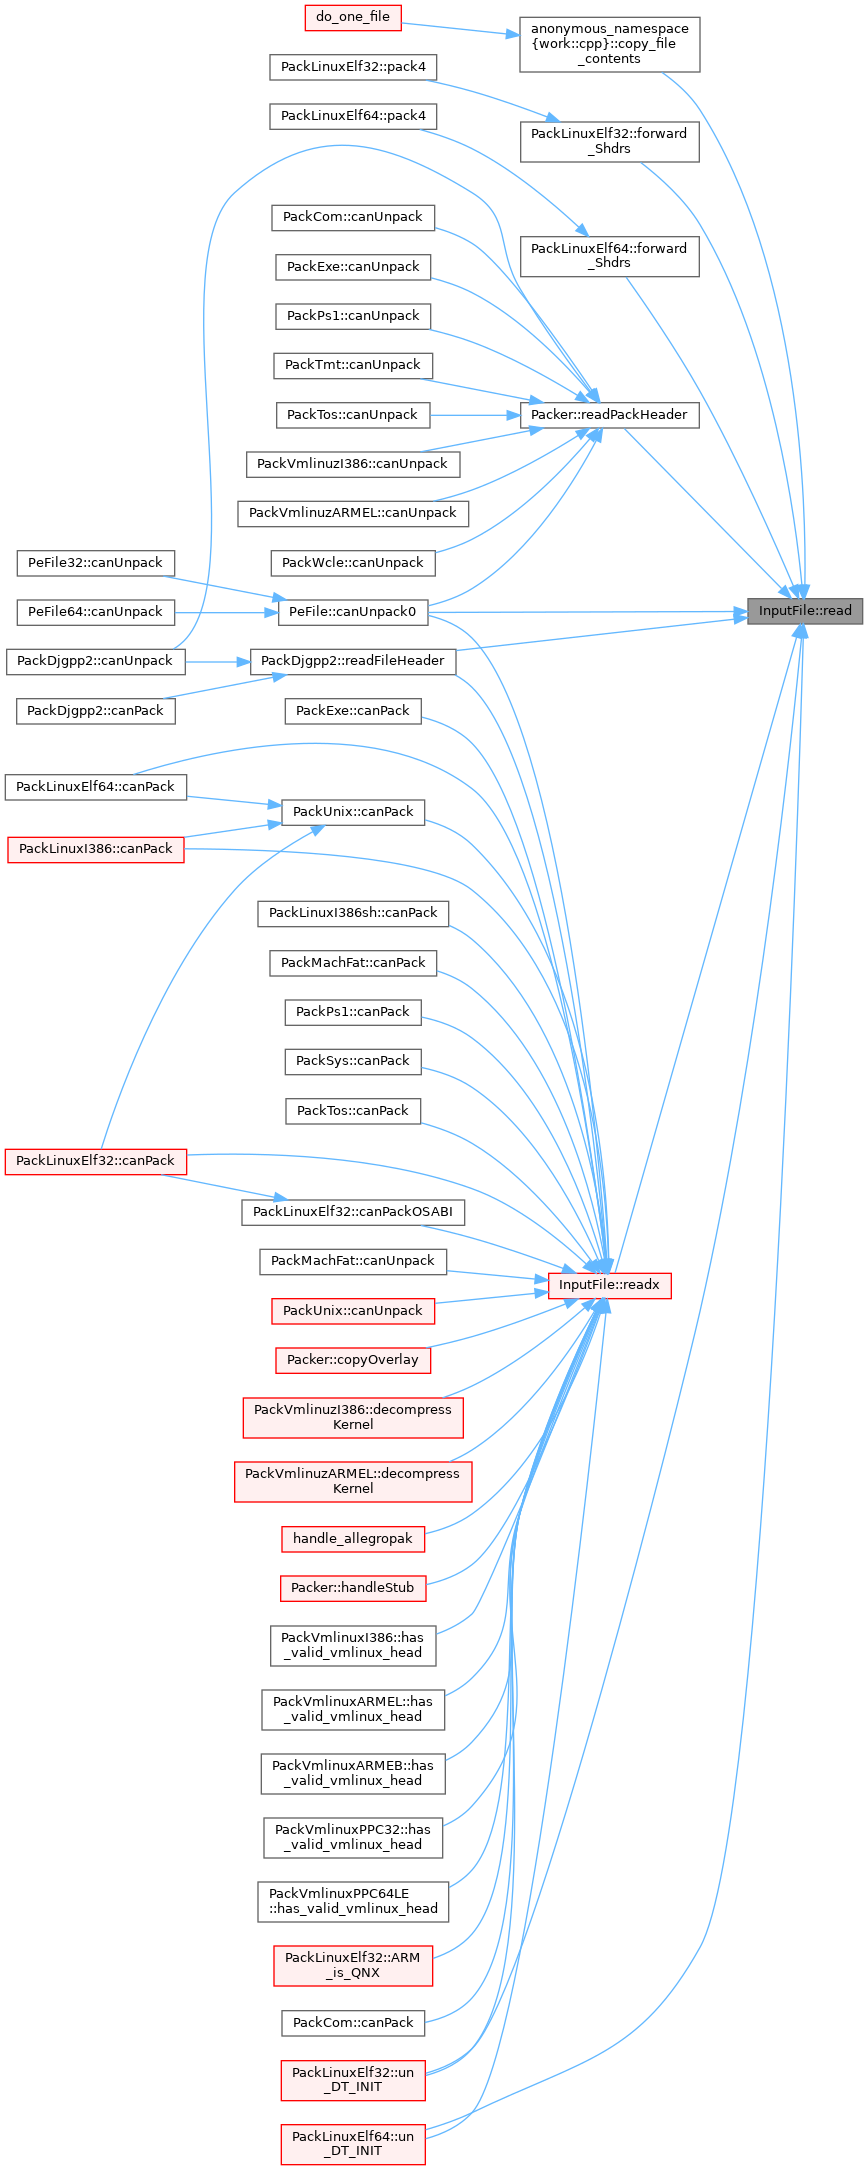 do_one_file
anonymous_namespace
{work::cpp}::copy_file
_contents
PackLinuxElf32::pack4
PackLinuxElf64::pack4
PackLinuxElf32::forward
_Shdrs
PackLinuxElf64::forward
_Shdrs
PackCom::canUnpack
PackExe::canUnpack
PackPs1::canUnpack
PackTmt::canUnpack
PackTos::canUnpack
Packer::readPackHeader
PackVmlinuzI386::canUnpack
PackVmlinuzARMEL::canUnpack
PackWcle::canUnpack
PeFile32::canUnpack
PeFile64::canUnpack
PeFile::canUnpack0
InputFile::read
PackDjgpp2::canUnpack
PackDjgpp2::readFileHeader
PackDjgpp2::canPack
PackExe::canPack
PackLinuxElf64::canPack
PackUnix::canPack
PackLinuxI386::canPack
PackLinuxI386sh::canPack
PackMachFat::canPack
PackPs1::canPack
PackSys::canPack
PackTos::canPack
PackLinuxElf32::canPack
PackLinuxElf32::canPackOSABI
PackMachFat::canUnpack
InputFile::readx
PackUnix::canUnpack
Packer::copyOverlay
PackVmlinuzI386::decompress
Kernel
PackVmlinuzARMEL::decompress
Kernel
handle_allegropak
Packer::handleStub
PackVmlinuxI386::has
_valid_vmlinux_head
PackVmlinuxARMEL::has
_valid_vmlinux_head
PackVmlinuxARMEB::has
_valid_vmlinux_head
PackVmlinuxPPC32::has
_valid_vmlinux_head
PackVmlinuxPPC64LE
::has_valid_vmlinux_head
PackLinuxElf32::ARM
_is_QNX
PackCom::canPack
PackLinuxElf32::un
_DT_INIT
PackLinuxElf64::un
_DT_INIT